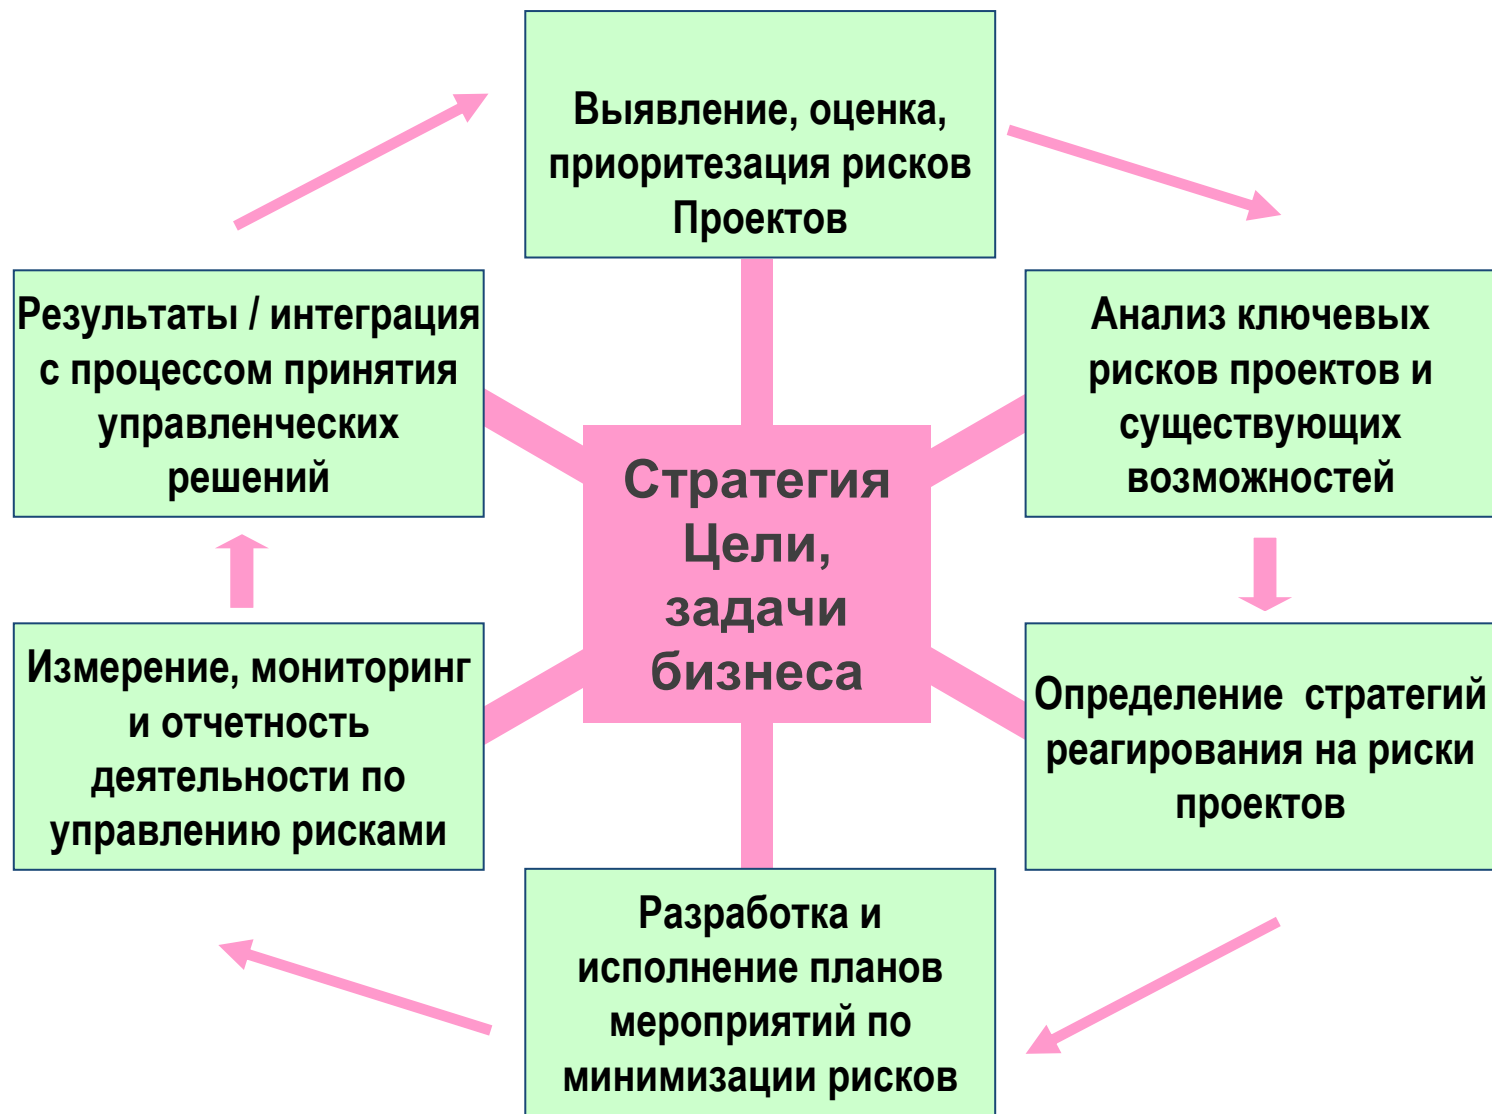 Выявление, оценка,
приоритезация рисков
Проектов
Результаты / интеграция
с процессом принятия
управленческих
решений
Анализ ключевых
рисков проектов и
существующих
возможностей
Стратегия
Цели,
задачи
бизнеса
Измерение, мониторинг
и отчетность
деятельности по
управлению рисками
Определение  стратегий
реагирования на риски
проектов
Разработка и
исполнение планов
мероприятий по
минимизации рисков